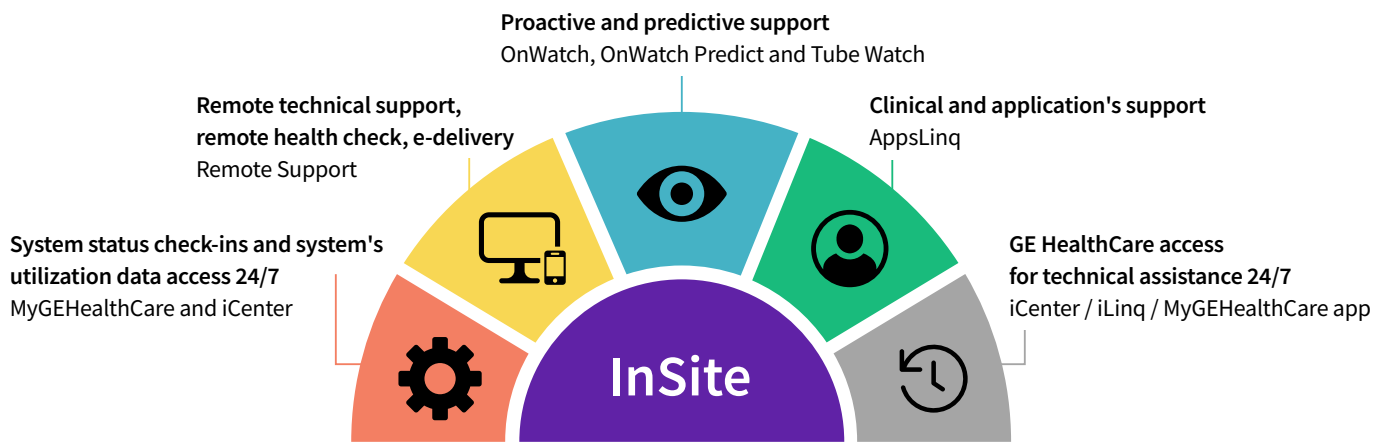 Proactive and predictive support
OnWatch, OnWatch Predict and Tube Watch
Remote technical support,
remote health check, e-delivery
Remote Support
Clinical and application's support
AppsLinq
System status check-ins and system's
utilization data access 24/7
MyGEHealthCare and iCenter
GE HealthCare access
for technical assistance 24/7
iCenter / iLinq / MyGEHealthCare app
InSite